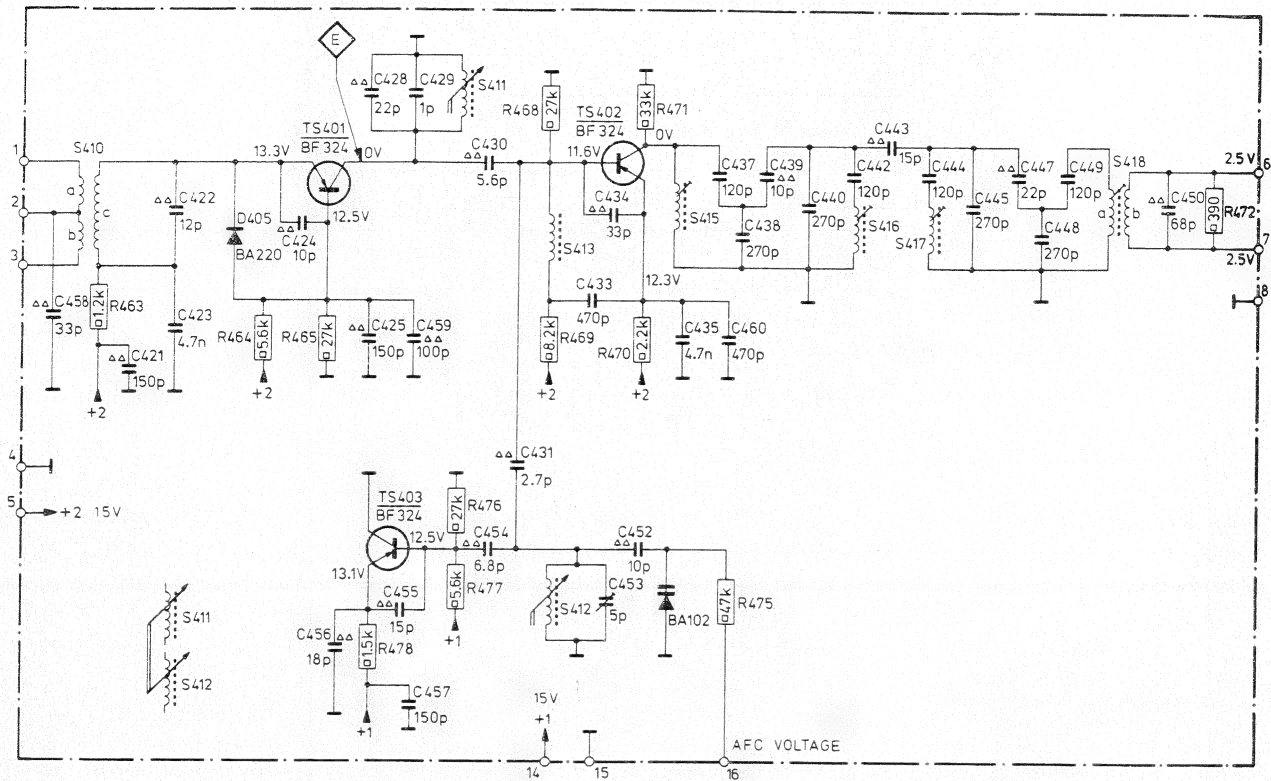 E
C428
22p
C429
1p
S411
R468
27k
TS402
BF324
33k
R471
0V
TS401
BF324
0V
13.3V
12.5V
C430
5.6p
11.6V
C434
33p
12.3V
1
2
3
S410
a
b
c
C422
12p
D405
BA220
C424
10p
S413
S415
C437
120p
C439
10p
C438
270p
C440
270p
C442
120p
S416
C443
15p
C444
120p
S417
C445
270p
C447
22p
C448
270p
C449
120p
S418
a
b
C450
68p
390
R472
2.5V
6
7
2.5V
8
C458
33p
1.2k
R463
C421
150p
+2
C423
4.7n
R464
5.6k
+2
R465
27k
C425
150p
C459
100p
C433
470p
8.2k
R469
+2
R470
2.2k
+2
C435
4.7n
C460
470p
4
5
+2 15V
C431
2.7p
TS403
BF324
12.5V
13.1V
27k
R476
C454
6.8p
5.6k
R477
+1
C455
15p
C456
18p
1.5k
R478
C457
150p
+1
C452
10p
S412
C453
5p
BA102
47k
R475
S411
S412
15V
+1
AFC VOLTAGE
14
15
16